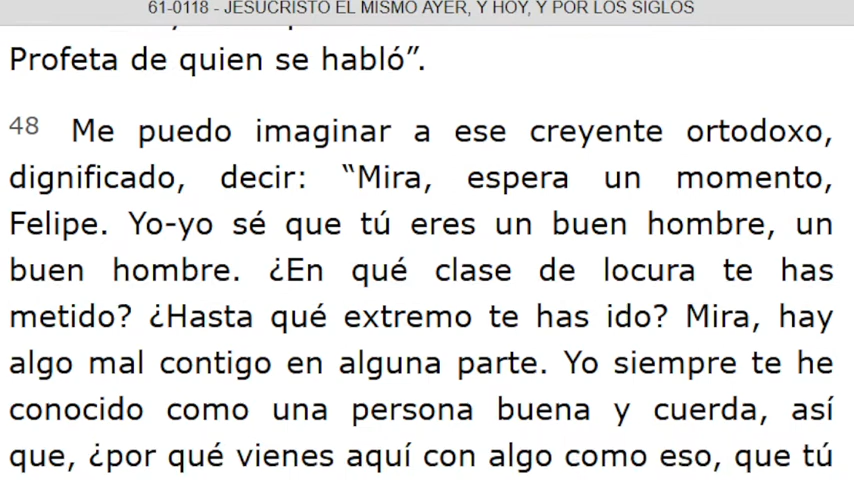 61-0118 - JESUCRISTO EL MISMO AYER, Y HOY, Y POR LOS SIGLOS
Profeta de quien se habló”.
48 Me puedo imaginar a ese creyente ortodoxo,
dignificado, decir: “Mira, espera un momento,
Felipe. Yo-yo sé que tú eres un buen hombre, un
buen hombre. ¿En qué clase de locura te has
metido? ¿Hasta qué extremo te has ido? Mira, hay
algo mal contigo en alguna parte. Yo siempre te he
conocido como una persona buena y cuerda, así
que, ¿por qué vienes aquí con algo como eso, que tú